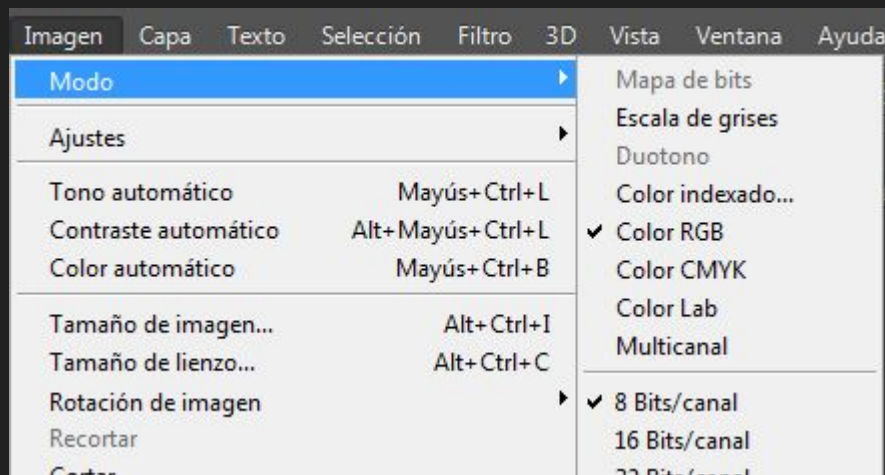 Imagen Capa Texto Selección Filtro 3D Vista Ventana Ayuda
Modo
Ajustes
Tono automático Mayús+Ctrl+L
Contraste automático Alt+Mayús+Ctrl+L
Color automático Mayús+Ctrl+B
Tamaño de imagen... Alt+Ctrl+I
Tamaño de lienzo... Alt+Ctrl+C
Rotación de imagen
Recortar
Mapa de bits
Escala de grises
Duotono
Color indexado...
Color RGB
Color CMYK
Color Lab
Multicanal
8 Bits/canal
16 Bits/canal